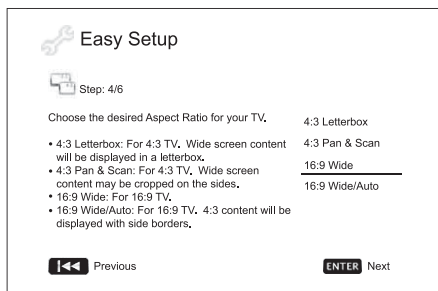 Easy Setup
Step: 4/6
Choose the desired Aspect Ratio for your TV.
• 4:3 Letterbox: For 4:3 TV. Wide screen content
will be displayed in a letterbox.
• 4:3 Pan & Scan: For 4:3 TV. Wide screen
content may be cropped on the sides.
• 16:9 Wide: For 16:9 TV.
• 16:9 Wide/Auto: For 16:9 TV. 4:3 content will be
displayed with side borders.
4:3 Letterbox
4:3 Pan & Scan
16:9 Wide
16:9 Wide/Auto
Previous
ENTER Next